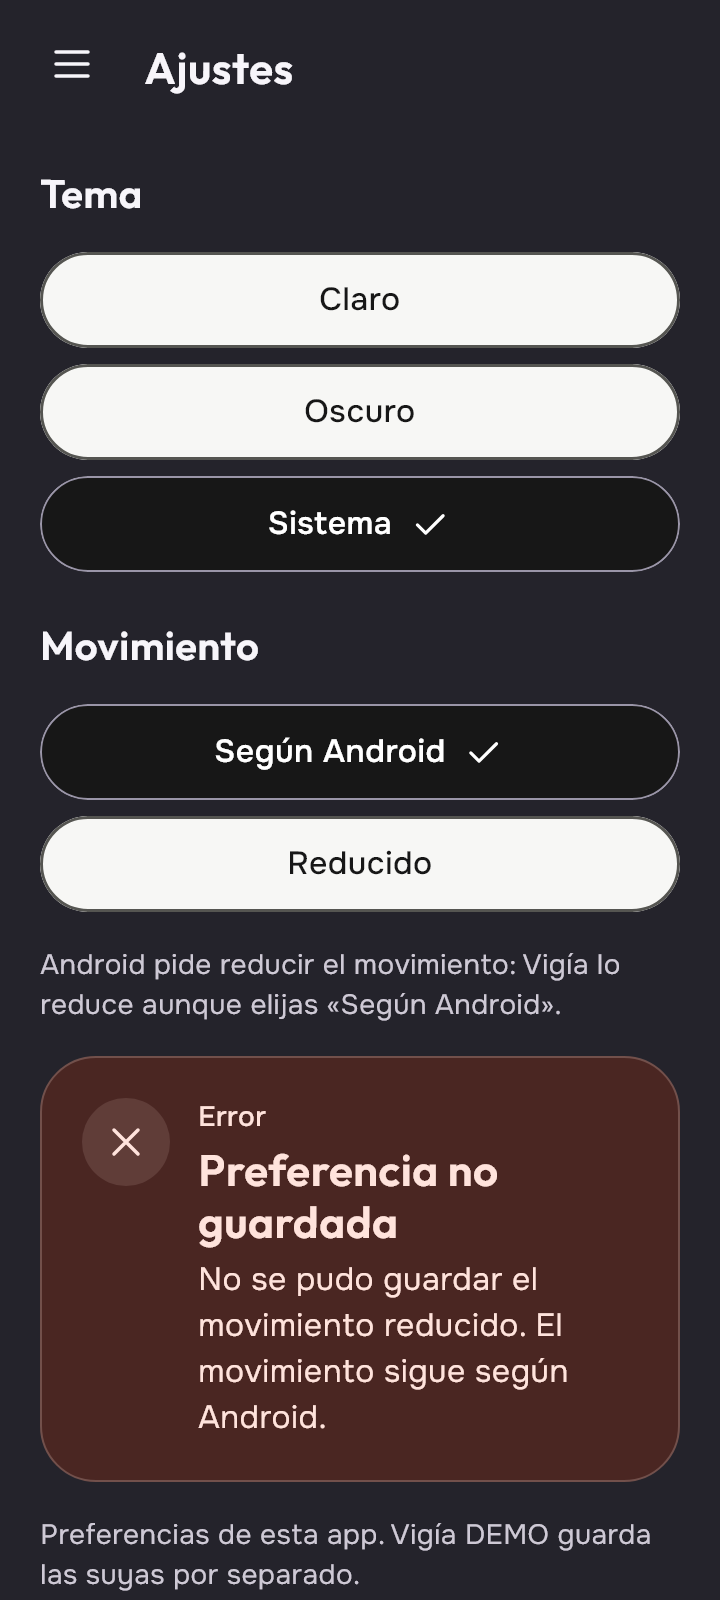 Ajustes
Tema
Claro
Oscuro
Sistema
Movimiento
Según Android
Reducido
Android pide reducir el movimiento: Vigía lo
reduce aunque elijas «Según Android».
Error
Preferencia no
guardada
No se pudo guardar el
movimiento reducido. El
movimiento sigue según
Android.
Preferencias de esta app. Vigía DEMO guarda
las suyas por separado.